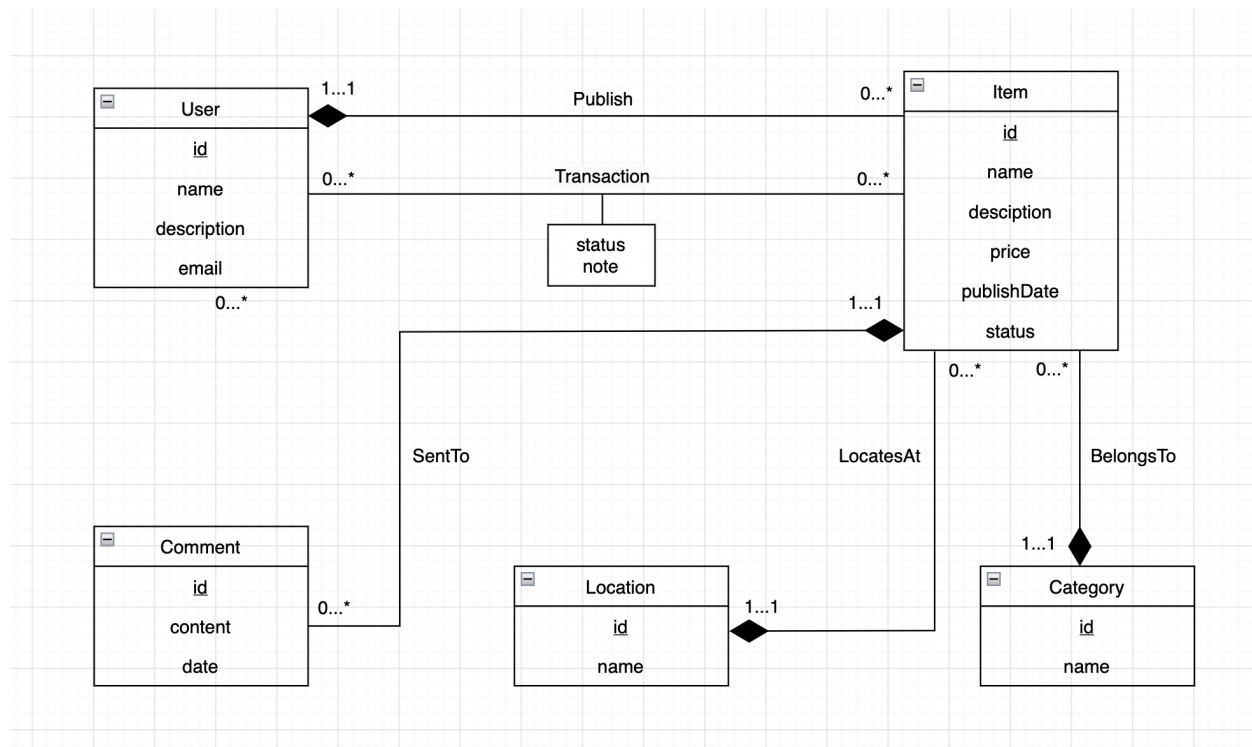 1...1
Publish
0...*
User
id
name
description
email
0...*
0...*
Transaction
0...*
status
note
Item
id
name
desciption
price
publishDate
status
1...1
0...*
0...*
SentTo
LocatesAt
BelongsTo
Comment
id
content
date
0...*
Location
id
name
1...1
1...1
Category
id
name